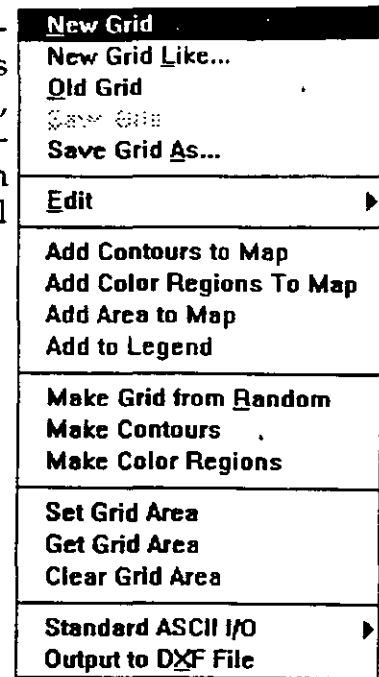 New Grid
New Grid Like...
Old Grid
Save Grid
Save Grid As...
Edit
Add Contours to Map
Add Color Regions To Map
Add Area to Map
Add to Legend
Make Grid from Random
Make Contours
Make Color Regions
Set Grid Area
Get Grid Area
Clear Grid Area
Standard ASCII I/O
Output to DXF File